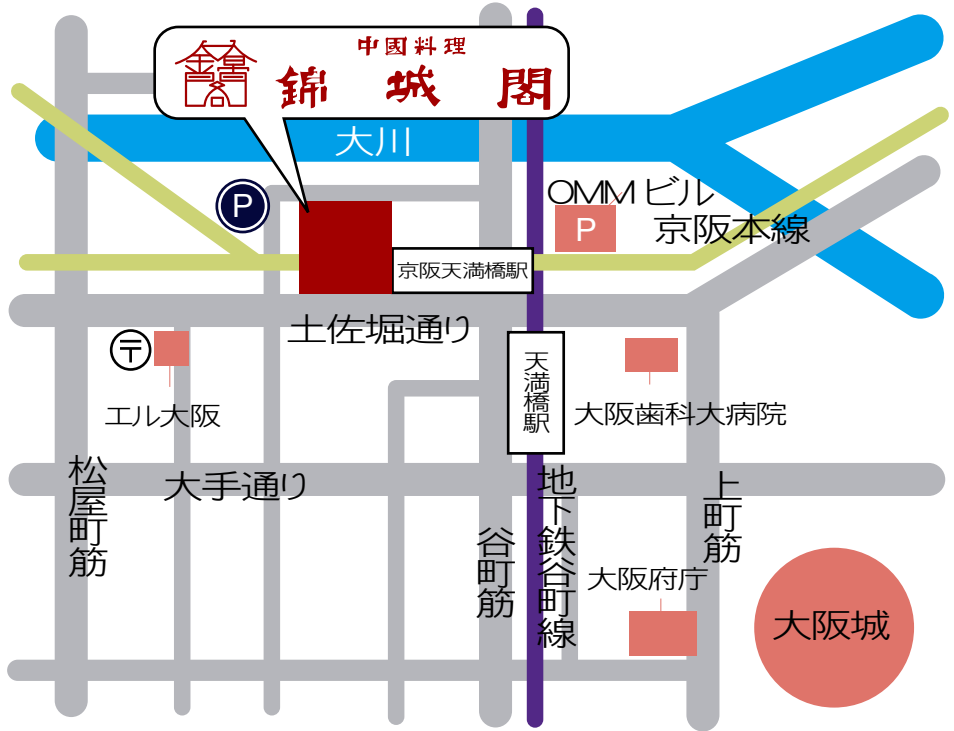 中國料理
錦城閣
大川
P
OMMビル
P
京阪本線
京阪天満橋駅
土佐堀通り
〒
天満橋駅
エル大阪
大阪歯科大病院
松屋町筋
大手通り
地下鉄谷町線
上町筋
谷町筋
大阪府庁
大阪城